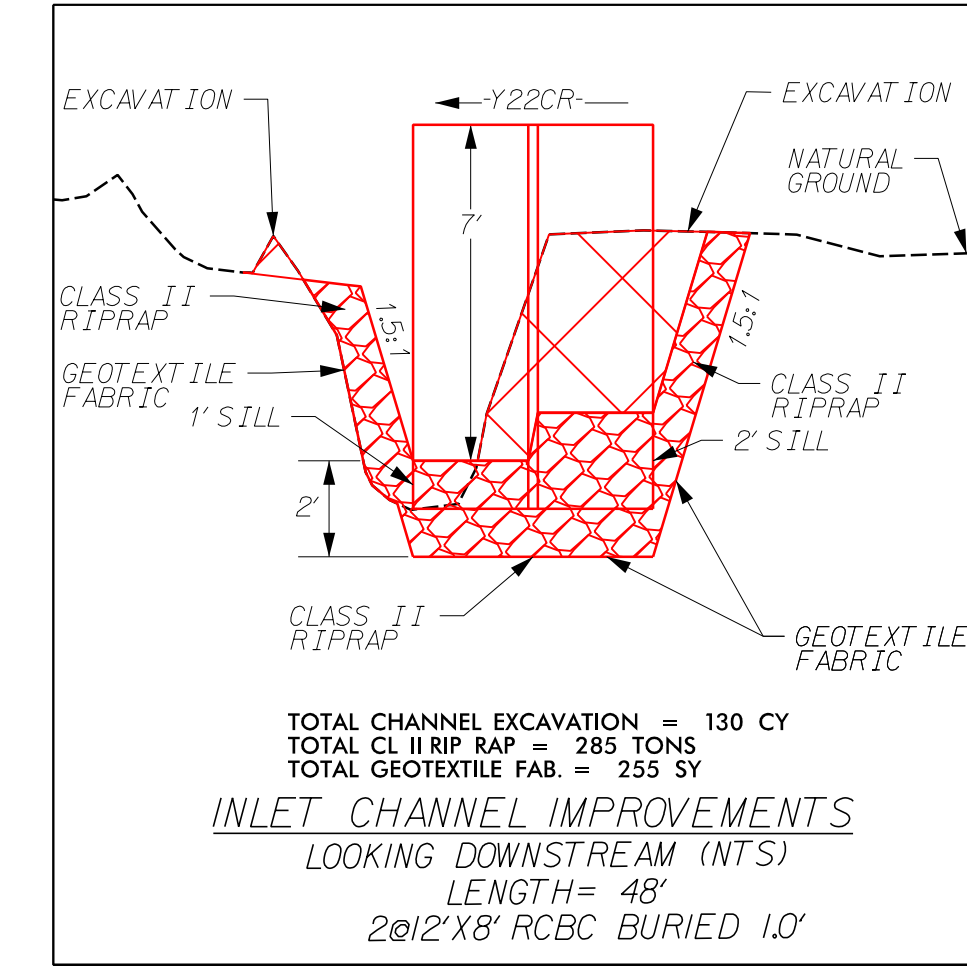 EXCAVATION
-Y22CR-
EXCAVATION
NATURAL
GROUND
7'
CLASS II
RIPRAP
1.5:1
1.5:1
GEOTEXTILE
FABRIC
CLASS II
RIPRAP
1' SILL
2' SILL
2'
CLASS II
RIPRAP
GEOTEXTILE
FABRIC
TOTAL CHANNEL EXCAVATION = 130 CY
TOTAL CL II RIP RAP = 285 TONS
TOTAL GEOTEXTILE FAB. = 255 SY
INLET CHANNEL IMPROVEMENTS
LOOKING DOWNSTREAM (NTS)
LENGTH= 48'
2@12'X8' RCBC BURIED 1.0'